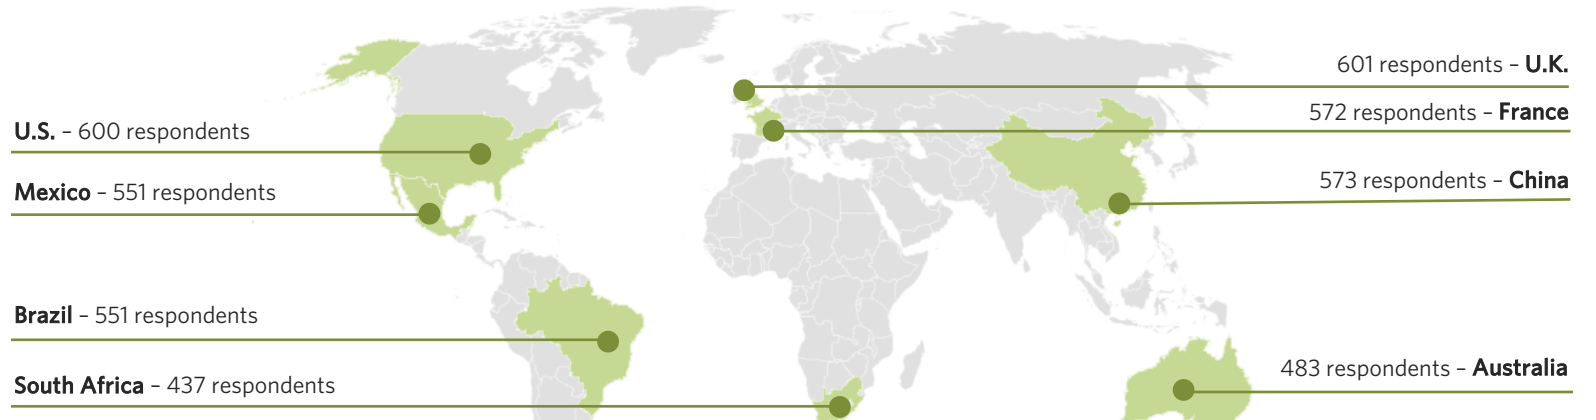 601 respondents – U.K.
572 respondents – France
U.S. – 600 respondents
573 respondents – China
Mexico – 551 respondents
Brazil – 551 respondents
483 respondents – Australia
South Africa – 437 respondents